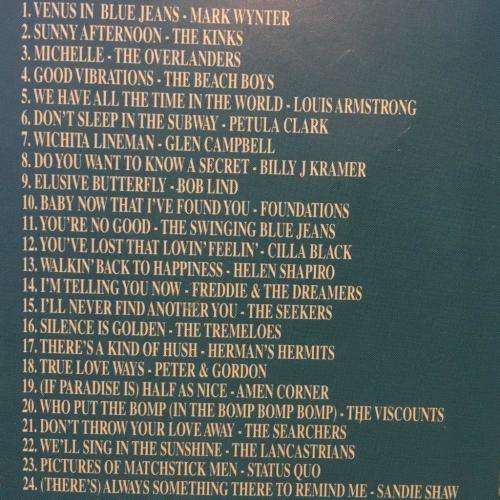 1. VENUS IN BLUE JEANS - MARK WYNTER
2. SUNNY AFTERNOON - THE KINKS
3. MICHELLE - THE OVERLANDERS
4. GOOD VIBRATIONS - THE BEACH BOYS
5. WE HAVE ALL THE TIME IN THE WORLD - LOUIS ARMSTRONG
6. DON'T SLEEP IN THE SUBWAY - PETULA CLARK
7. WICHITA LINEMAN - GLEN CAMPBELL
8. DO YOU WANT TO KNOW A SECRET - BILLY J KRAMER
9. ELUSIVE BUTTERFLY - BOB LIND
10. BABY NOW THAT I'VE FOUND YOU - FOUNDATIONS
11. YOU'RE NO GOOD - THE SWINGING BLUE JEANS
12. YOU'VE LOST THAT LOVIN' FEELIN' - CILLA BLACK
13. WALKIN' BACK TO HAPPINESS - HELEN SHAPIRO
14. I'M TELLING YOU NOW - FREDDIE & THE DREAMERS
15. I'LL NEVER FIND ANOTHER YOU - THE SEEKERS
16. SILENCE IS GOLDEN - THE TREMELOES
17. THERE'S A KIND OF HUSH - HERMAN'S HERMITS
18. TRUE LOVE WAYS - PETER & GORDON
19. (IF PARADISE IS) HALF AS NICE - AMEN CORNER
20. WHO PUT THE BOMP (IN THE BOMP BOMP BOMP) - THE VISCOUNTS
21. DON'T THROW YOUR LOVE AWAY - THE SEARCHERS
22. WE'LL SING IN THE SUNSHINE - THE LANCASTRIANS
23. PICTURES OF MATCHSTICK MEN - STATUS QUO
24. (THERE'S) ALWAYS SOMETHING THERE TO REMIND ME - SANDIE SHAW